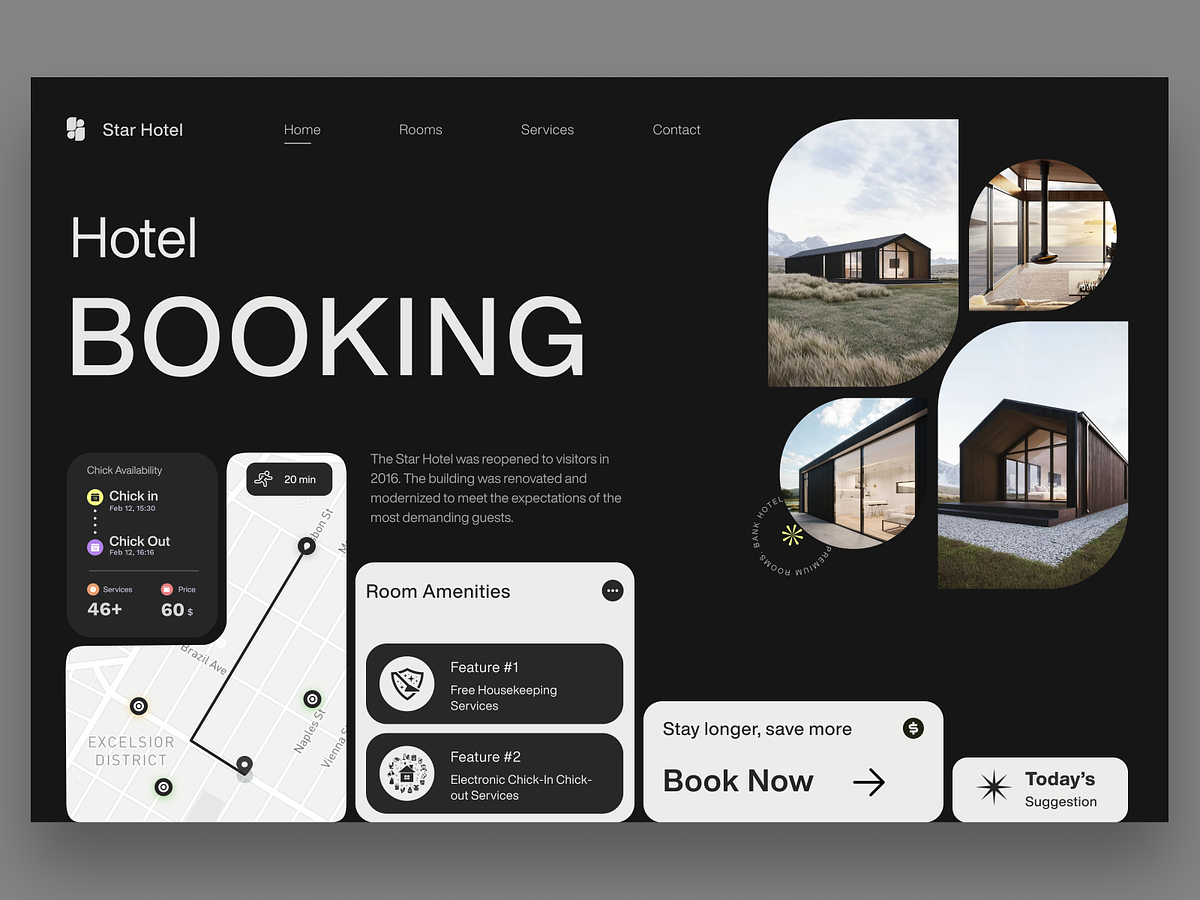 Star Hotel
Home
Rooms
Services
Contact
Hotel
BOOKING
Chick Availability
Chick in
Feb 12, 15:30
Chick Out
Feb 12, 16:16
Services
46+
Price
60 $
20 min
Brazil Ave
Naples St
EXCELSIOR
DISTRICT
The Star Hotel was reopened to visitors in
2016. The building was renovated and
modernized to meet the expectations of the
most demanding guests.
Room Amenities
Feature #1
Free Housekeeping
Services
Feature #2
Electronic Chick-In Chick-
out Services
BANK HOTEL
PREMIUM ROOMS.
Stay longer, save more
$
Book Now
Today's
Suggestion